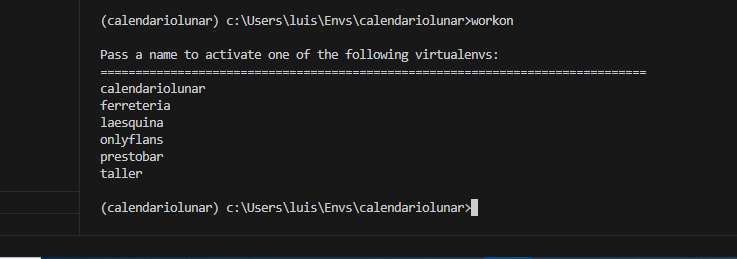 (calendariolunar) c:\Users\luis\Envs\calendariolunar>workon
Pass a name to activate one of the following virtualenvs:
==============================================================================
calendariolunar
ferreteria
laesquina
onlyflans
prestobar
taller
(calendariolunar) c:\Users\luis\Envs\calendariolunar>